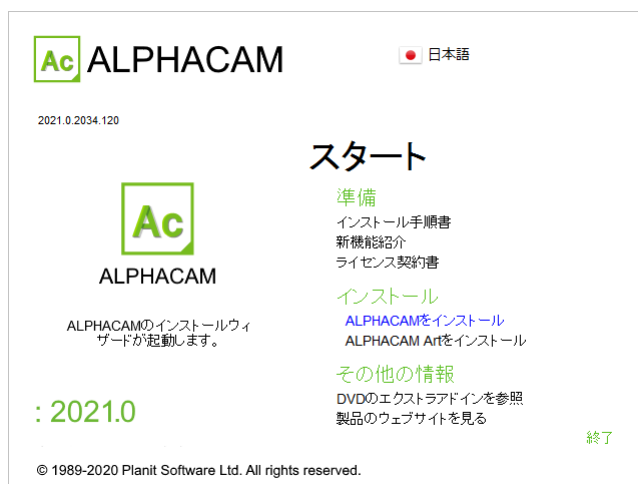 Ac ALPHACAM
日本語
2021.0.2034.120
スタート
準備
インストール手順書
新機能紹介
ライセンス契約書
インストール
ALPHACAMをインストール
ALPHACAM Artをインストール
その他の情報
DVDのエクストラアドインを参照
製品のウェブサイトを見る
終了
Ac
ALPHACAM
ALPHACAMのインストールウィ
ザードが起動します。
: 2021.0
© 1989-2020 Planit Software Ltd. All rights reserved.